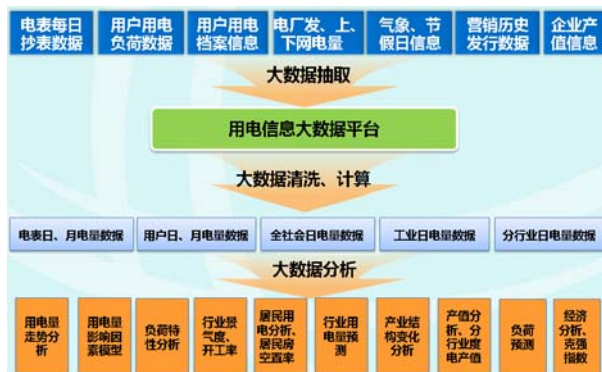 电表每日
抄表数据
用户用电
负荷数据
用户用电
档案信息
电厂发、上、
下网电量
气象、节
假日信息
营销历史
发行数据
企业产
值信息
大数据抽取
用电信息大数据平台
大数据清洗、计算
电表日、月电量数据
用户日、月电量数据
全社会日电量数据
工业日电量数据
分行业日电量数据
大数据分析
用电量
走势分
析
用电量
影响因
素模型
负荷特
性分析
行业景
气度、
开工率
居民用
电分析、
居民房
空置率
行业用
电量预
测
产业结
构变化
分析
产值分
析、分
行业度
电产值
负荷
预测
经济
分析、
克强
指数